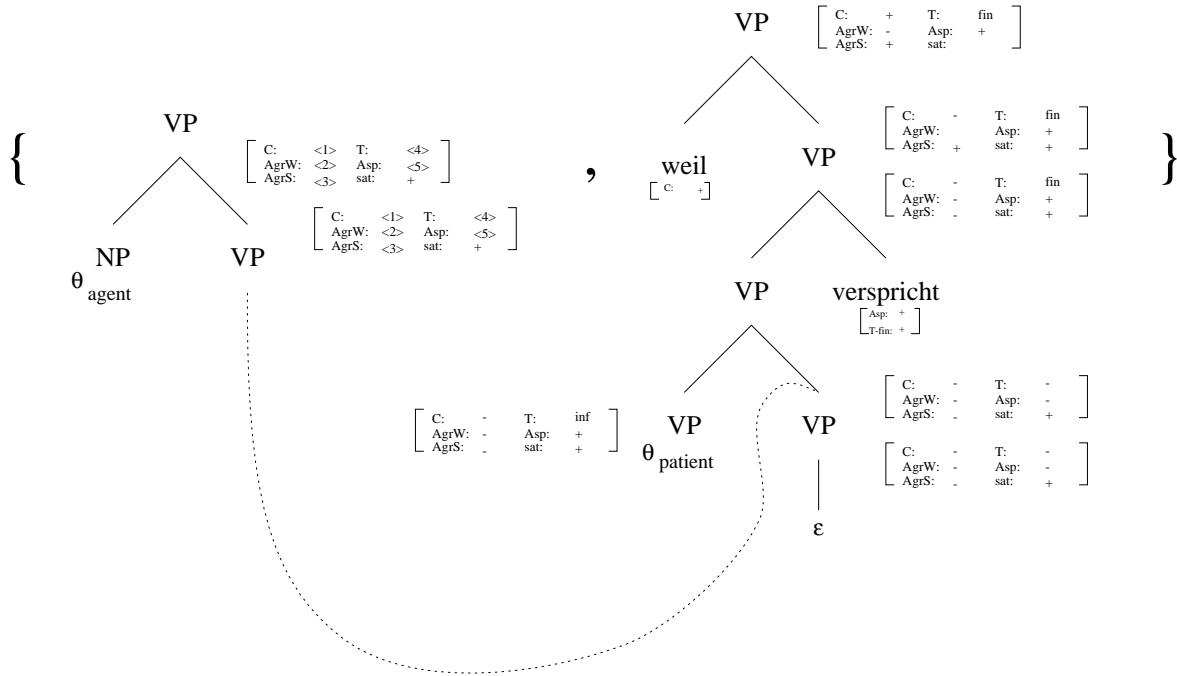 VP
C: + T: fin
AgrW: - Asp: +
AgrS: + sat:
{
VP
C: <1> T: <4>
AgrW: <2> Asp: <5>
AgrS: <3> sat: +
,
weil
C: +
VP
C: - T: fin
AgrW: Asp: +
AgrS: + sat: +
}
C: - T: fin
AgrW: - Asp: +
AgrS: - sat: +
NP
θ agent
VP
C: <1> T: <4>
AgrW: <2> Asp: <5>
AgrS: <3> sat: +
VP
verspricht
Asp: +
T-fin: +
C: - T: inf
AgrW: - Asp: +
AgrS: - sat: +
VP
θ patient
VP
C: - T: -
AgrW: - Asp: -
AgrS: - sat: +
C: - T: -
AgrW: - Asp: -
AgrS: - sat: +
ε